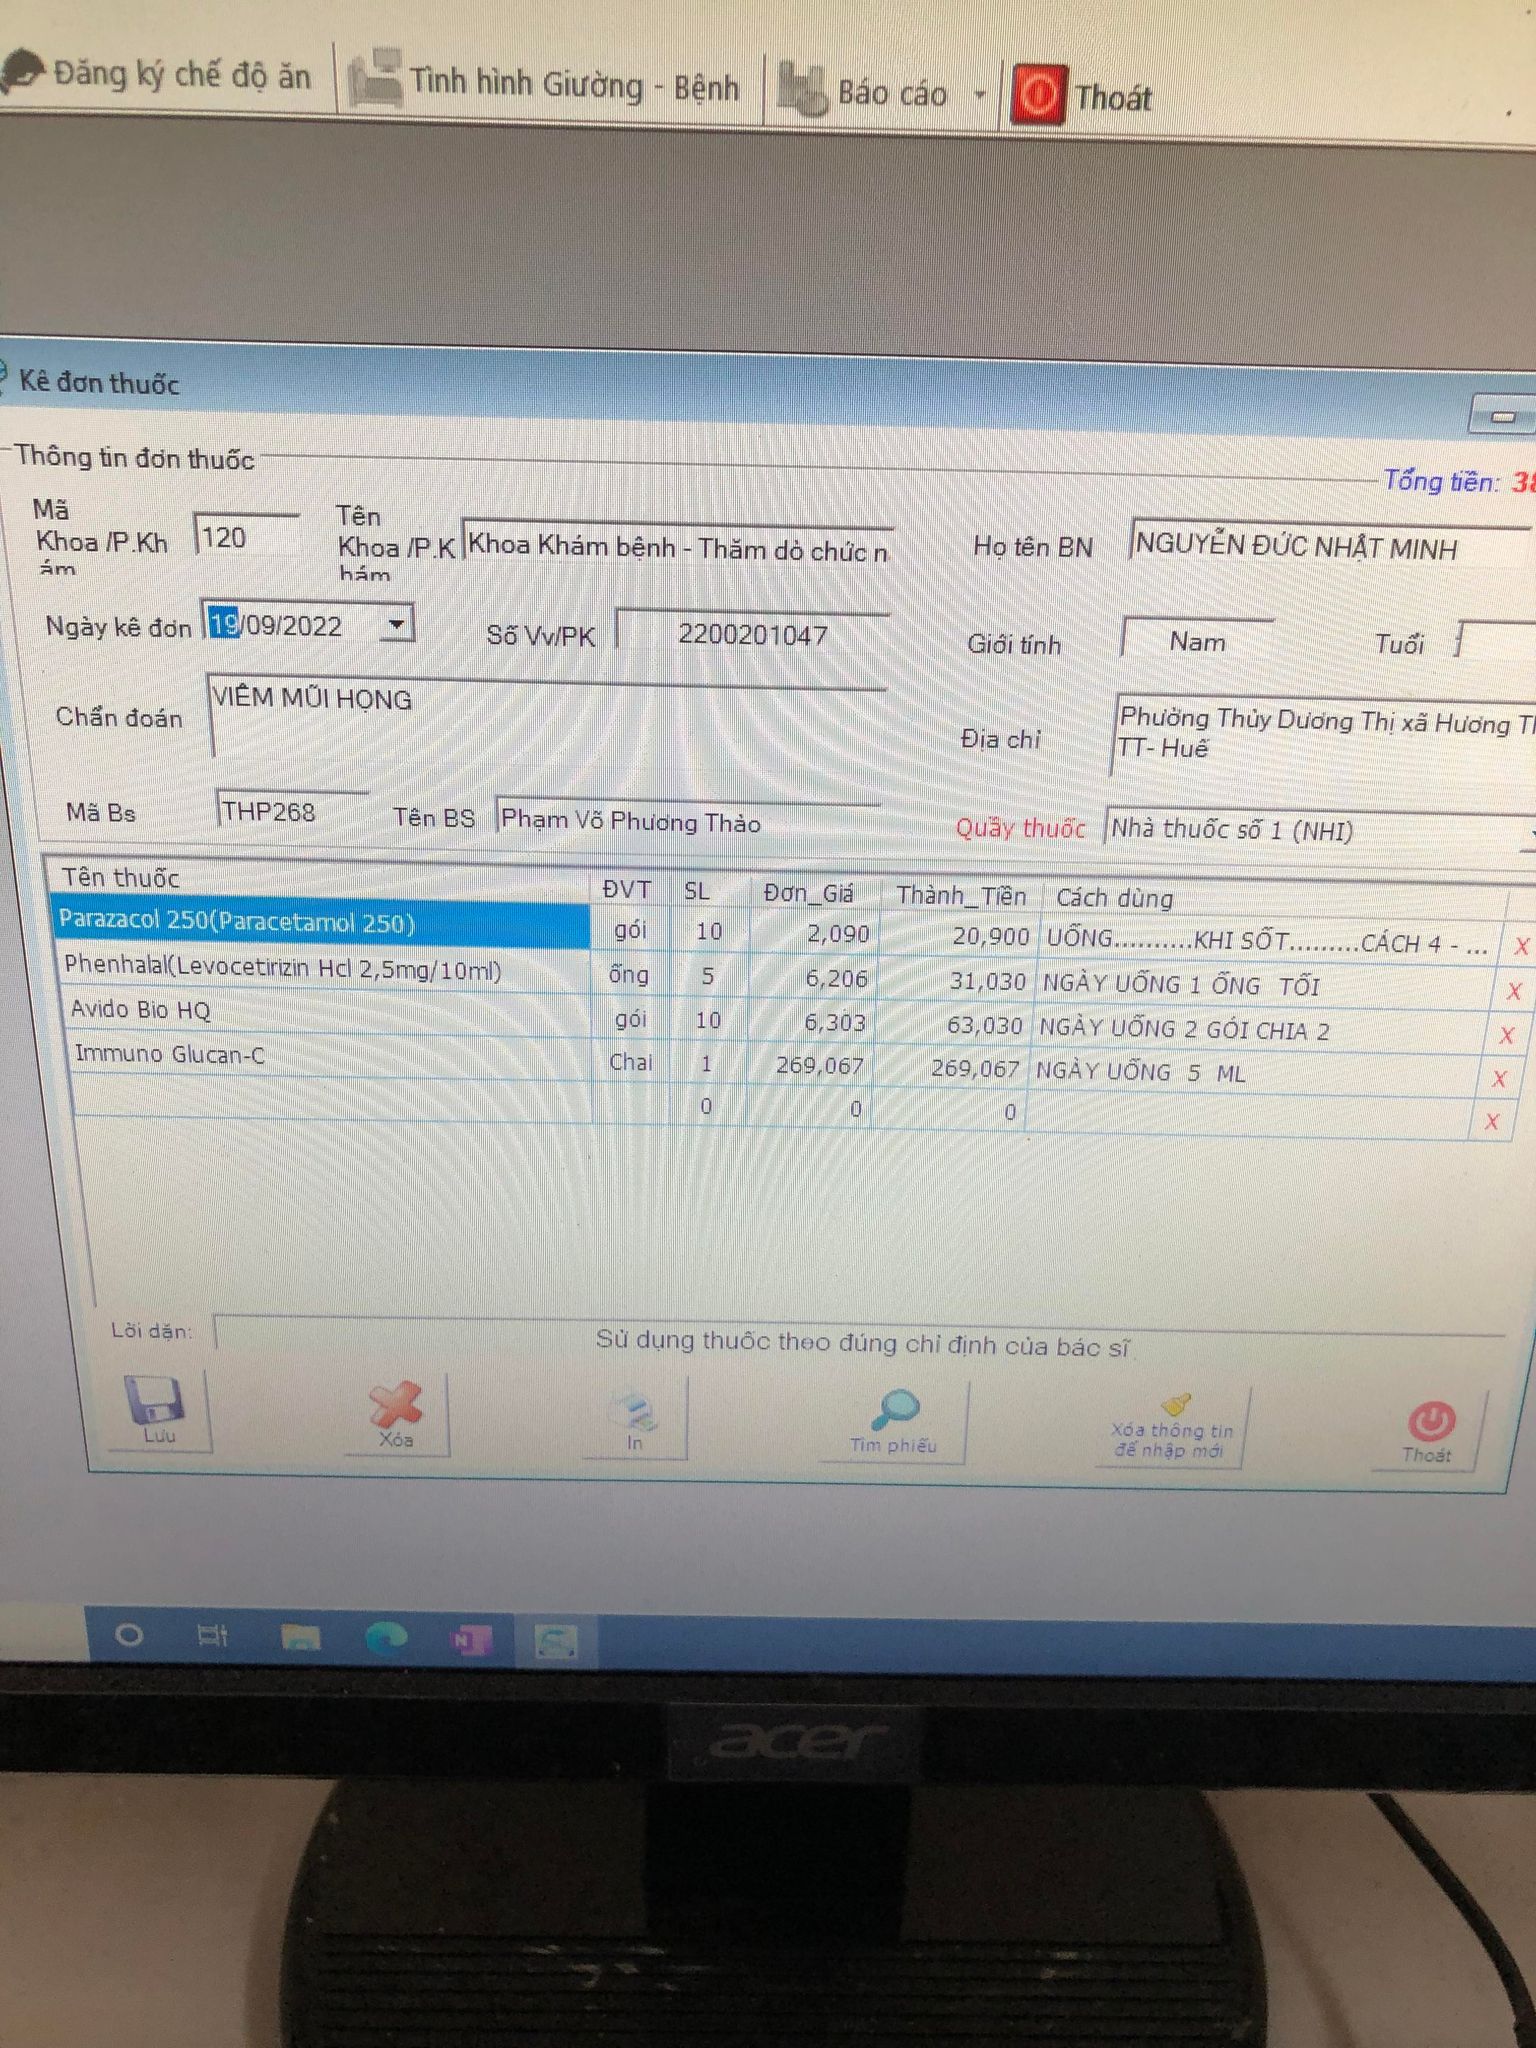 Đăng ký chế độ ăn Tình hình Giường - Bệnh Báo cáo Thoát
Kê đơn thuốc
Thông tin đơn thuốc
Tổng tiền: 38
Mã Khoa /P.Kh ám 120 Tên Khoa /P.K hám Khoa Khám bệnh - Thăm dò chức n Họ tên BN NGUYỄN ĐỨC NHẬT MINH
Ngày kê đơn 19/09/2022 Số Vv/PK 2200201047 Giới tính Nam Tuổi
Chẩn đoán VIÊM MŨI HỌNG Địa chỉ Phường Thủy Dương Thị xã Hương
TT- Huế
Mã Bs THP268 Tên BS Phạm Võ Phương Thảo Quầy thuốc Nhà thuốc số 1 (NHI)
Tên thuốc ĐVT SL Đơn_Giá Thành_Tiền Cách dùng
Parazacol 250(Paracetamol 250) gói 10 2,090 20,900 UỐNG..........KHI SỐT.........CÁCH 4 - ... X
Phenhalal(Levocetirizin Hcl 2,5mg/10ml) ống 5 6,206 31,030 NGÀY UỐNG 1 ỐNG TỐI X
Avido Bio HQ gói 10 6,303 63,030 NGÀY UỐNG 2 GÓI CHIA 2 X
Immuno Glucan-C Chai 1 269,067 269,067 NGÀY UỐNG 5 ML X
0 0 0 X
Lời dặn: Sử dụng thuốc theo đúng chỉ định của bác sĩ
Lưu Xóa In Tìm phiếu Xóa thông tin để nhập mới Thoát
N
acer